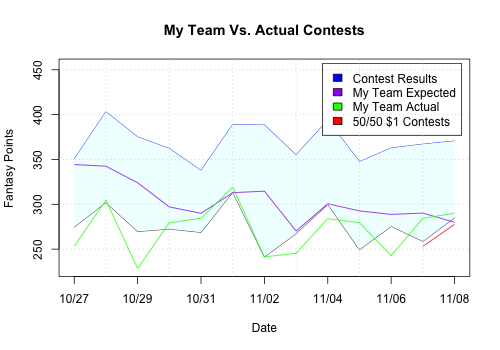 My Team Vs. Actual Contests
Contest Results
My Team Expected
My Team Actual
50/50 $1 Contests
Fantasy Points
450
400
350
300
250
10/27
10/29
10/31
11/02
11/04
11/06
11/08
Date